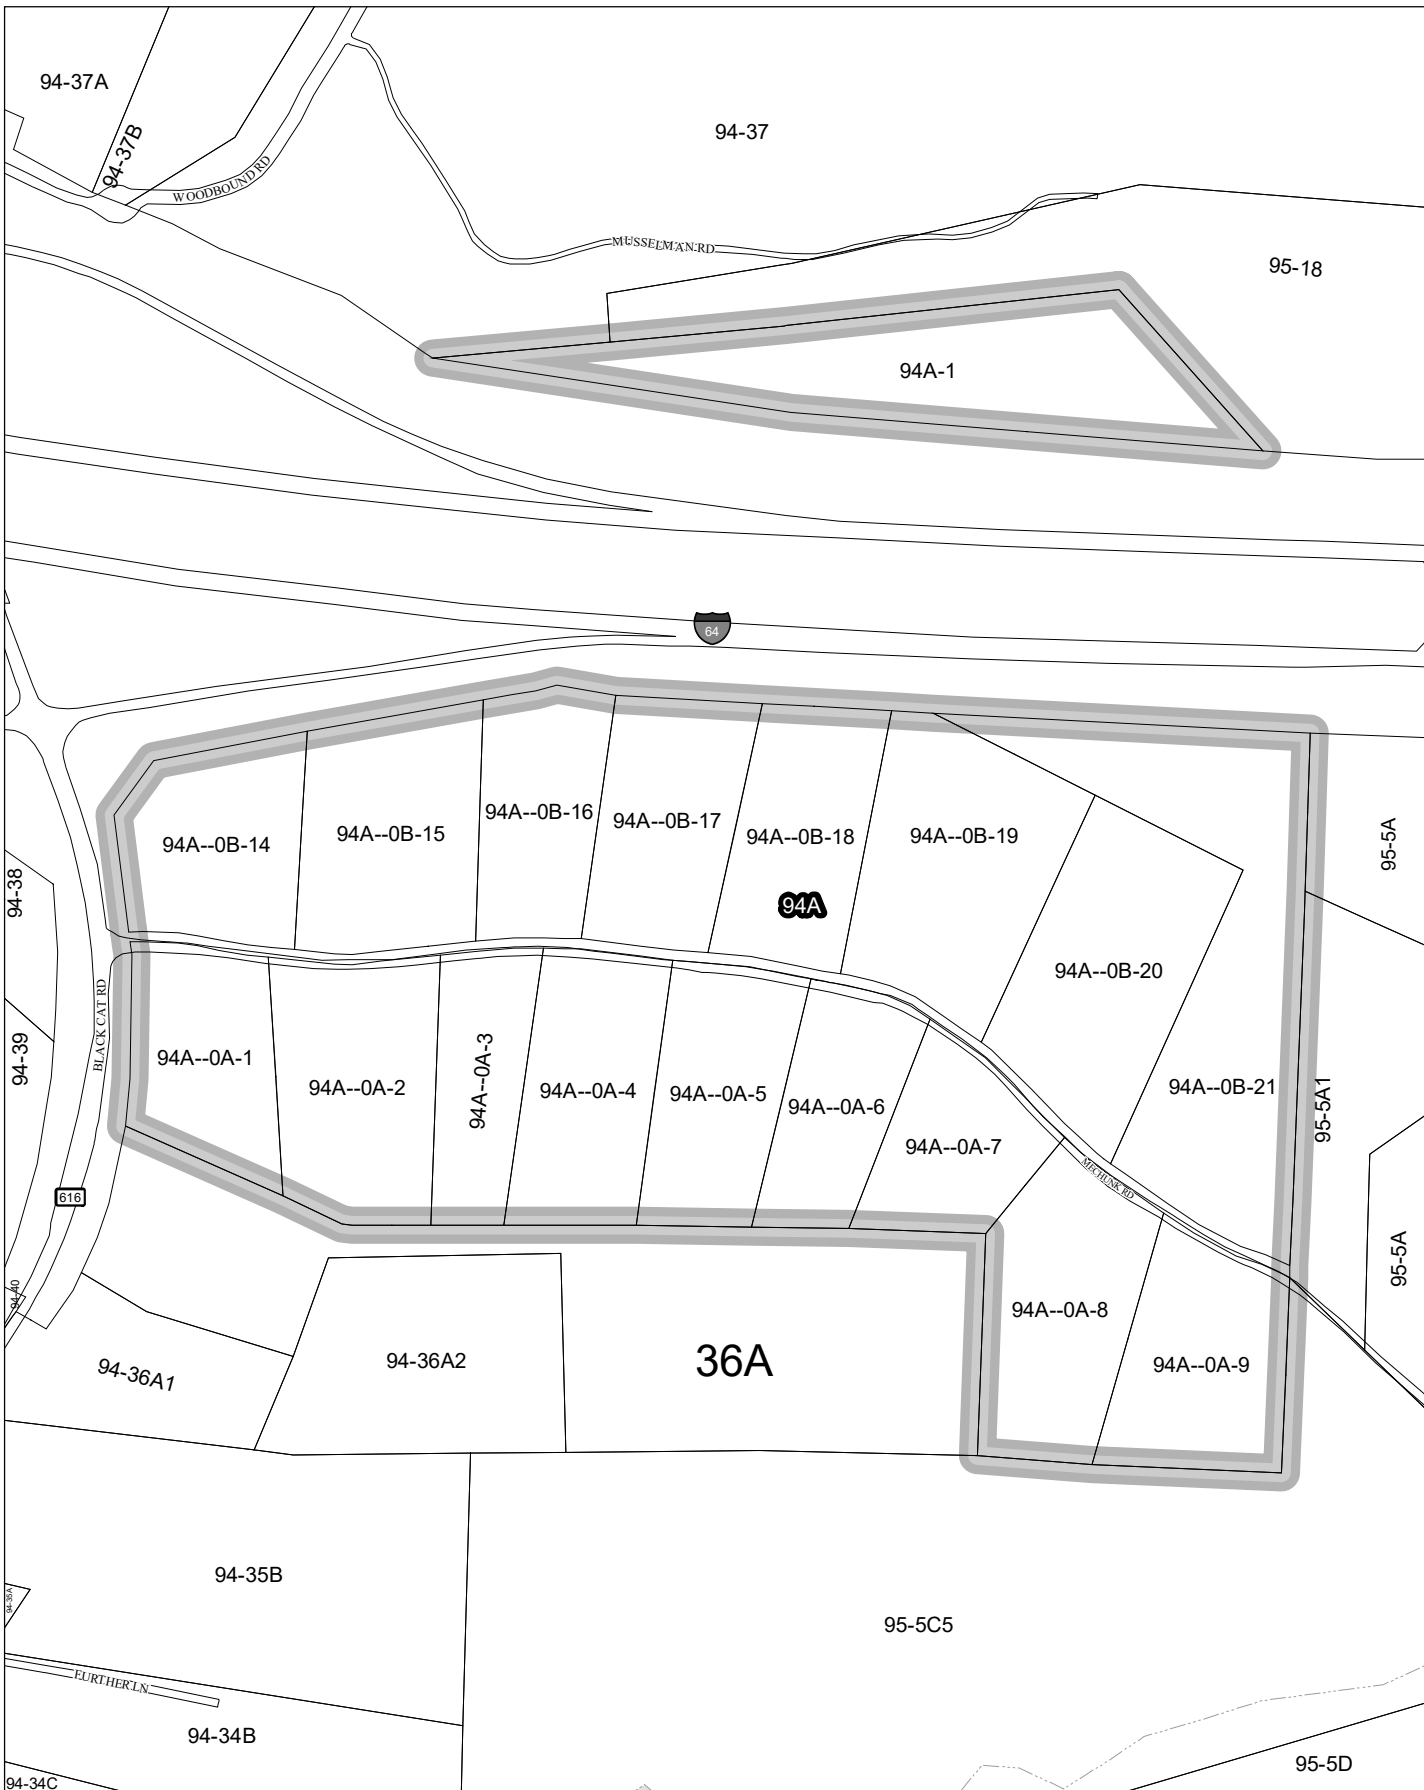 94-37A
94-37B
WOODBOUND RD
94-37
MUSSELMAN RD
95-18
94A-1
64
94A--0B-14
94A--0B-15
94A--0B-16
94A--0B-17
94A--0B-18
94A--0B-19
94A
95-5A
94-38
94A--0B-20
94-39
BLACK CAT RD
94A--0A-1
94A--0A-2
94A--0A-3
94A--0A-4
94A--0A-5
94A--0A-6
94A--0A-7
94A--0B-21
95-5A1
MECHUNK RD
616
95-5A
94-40
94A--0A-8
94A--0A-9
94-36A1
94-36A2
36A
94-35B
94-35A
95-5C5
FURTHER LN
94-34B
94-34C
95-5D